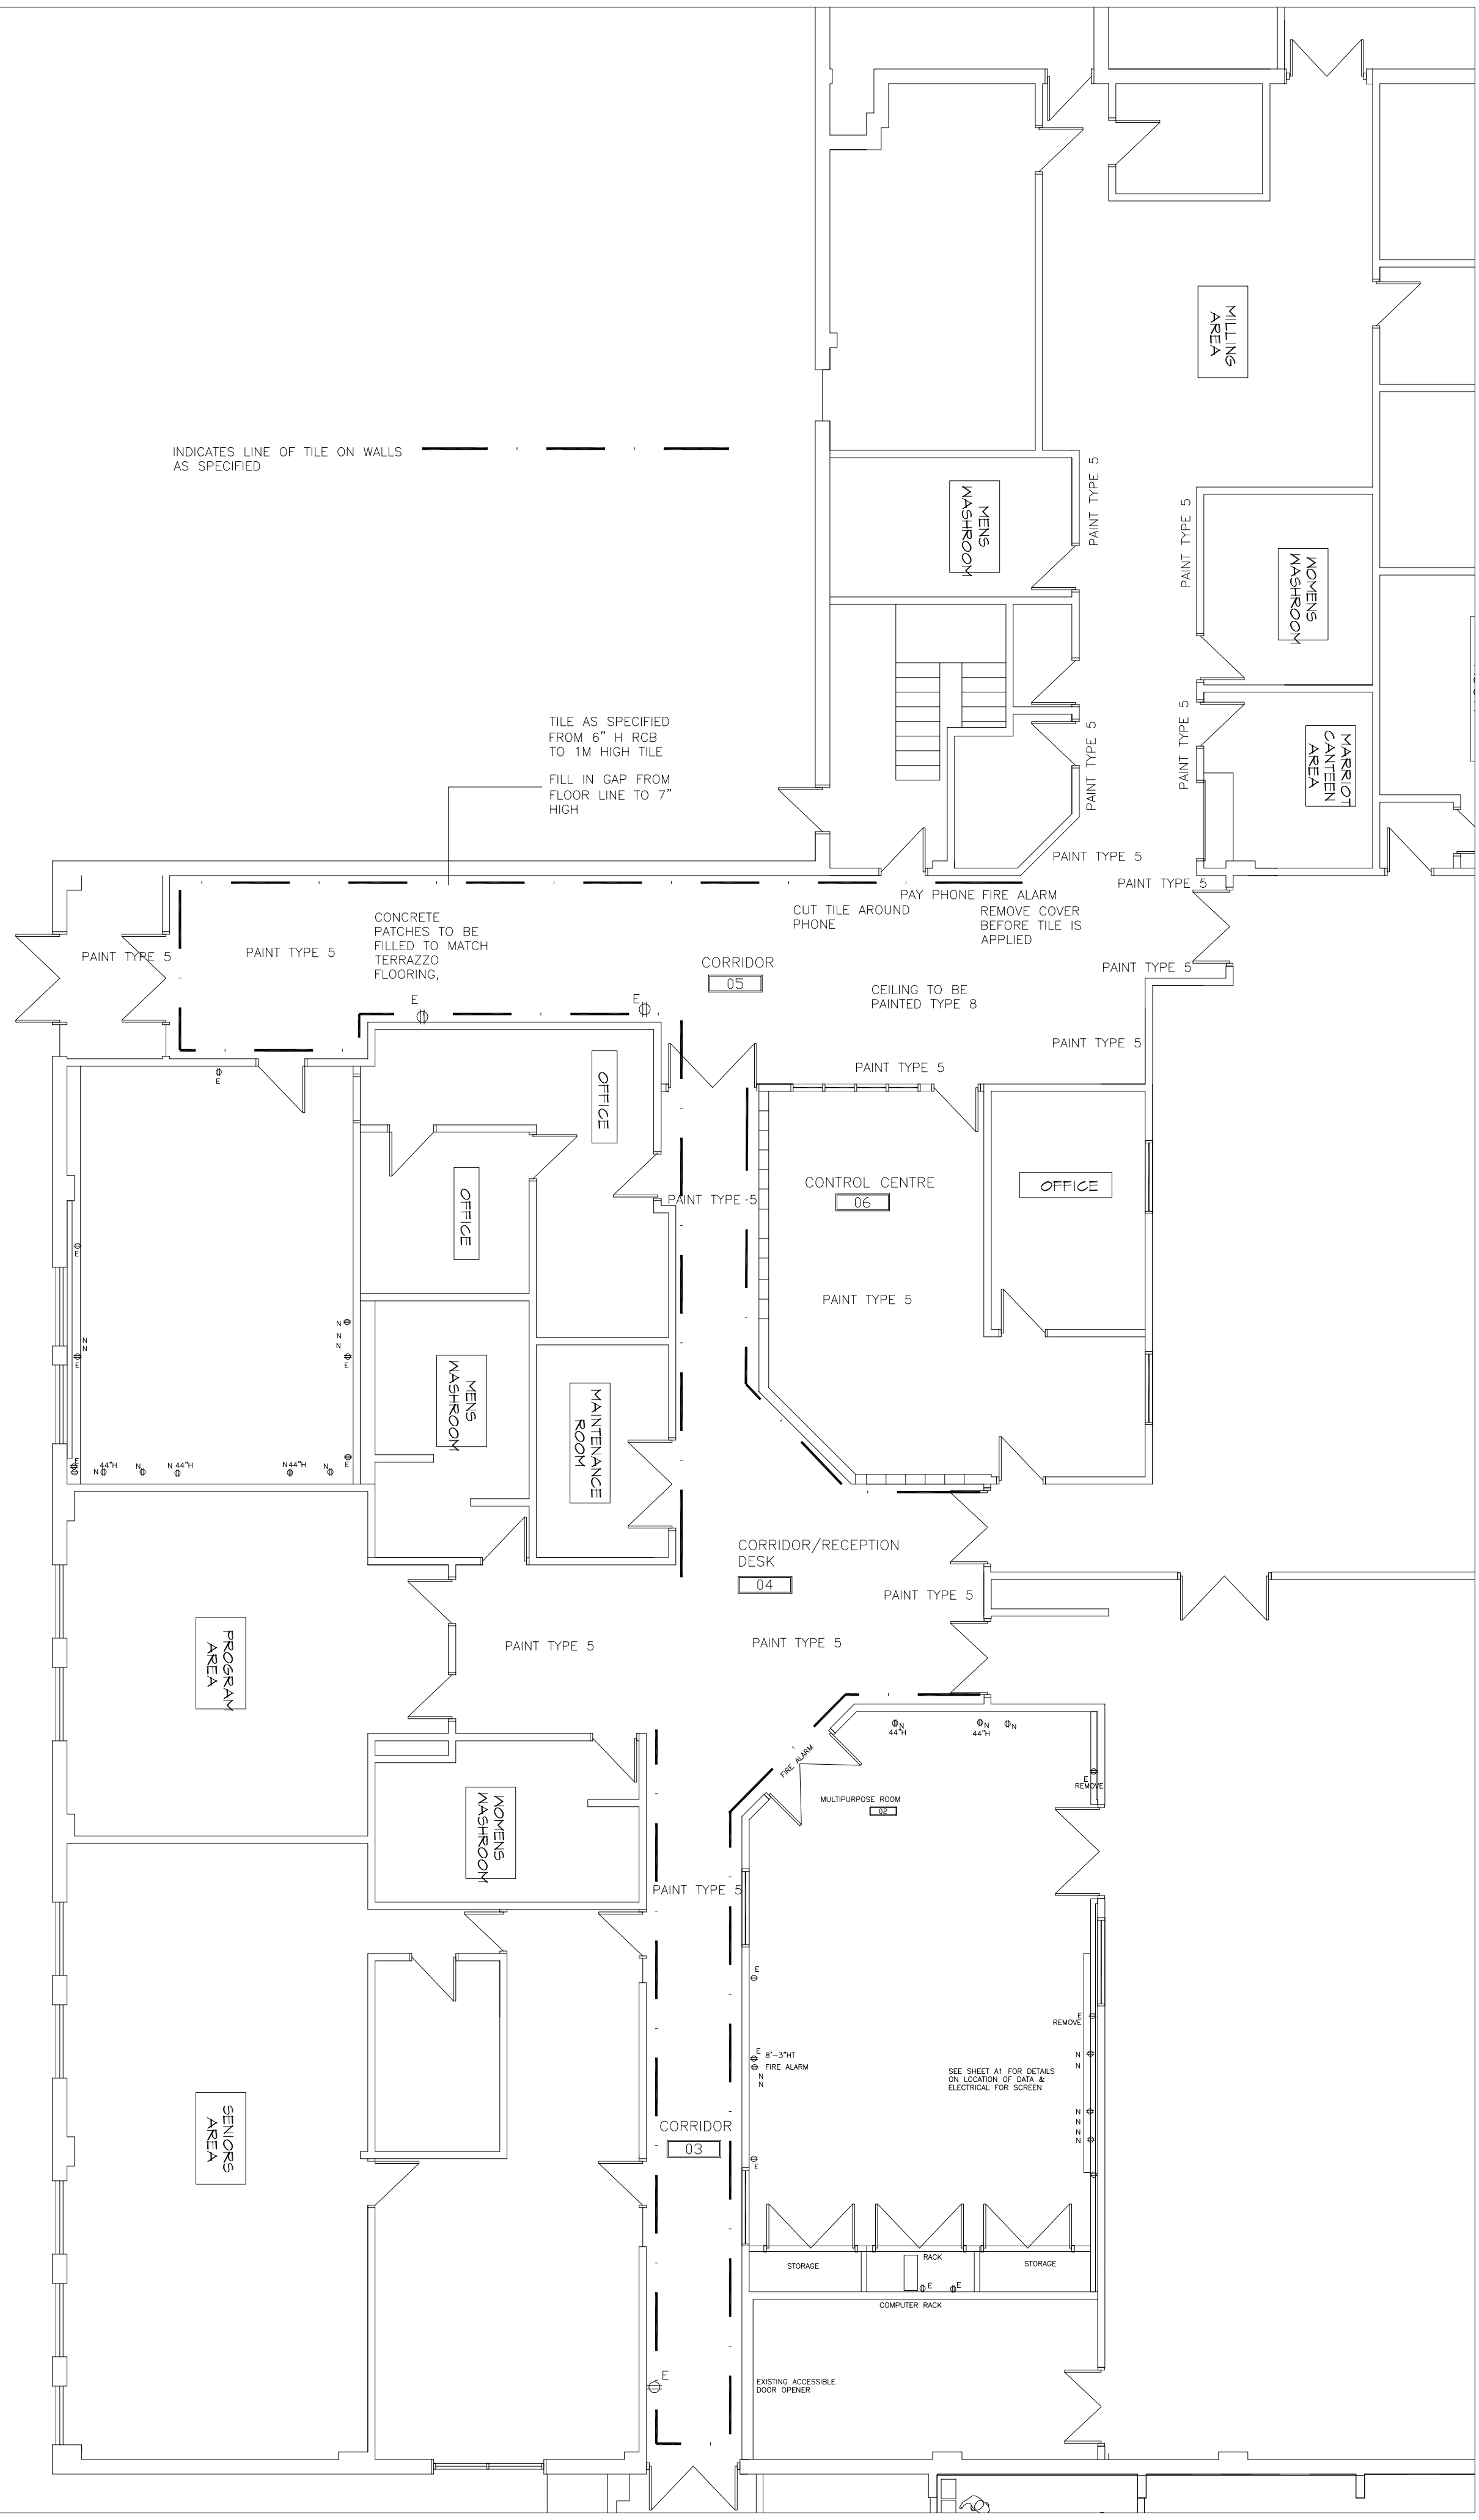 MILLING
AREA
INDICATES LINE OF TILE ON WALLS
AS SPECIFIED
PAINT TYPE 5
MENS
WASHROOM
PAINT TYPE 5
WOMENS
WASHROOM
TILE AS SPECIFIED
FROM 6" H RCB
TO 1M HIGH TILE
FILL IN GAP FROM
FLOOR LINE TO 7"
HIGH
PAINT TYPE 5
PAINT TYPE 5
MARRIOT
CANTEEN
AREA
PAINT TYPE 5
PAINT TYPE 5
PAY PHONE FIRE ALARM
CUT TILE AROUND
PHONE
REMOVE COVER
BEFORE TILE IS
APPLIED
CONCRETE
PATCHES TO BE
FILLED TO MATCH
TERRAZZO
FLOORING,
PAINT TYPE 5
PAINT TYPE 5
CORRIDOR
05
PAINT TYPE 5
CEILING TO BE
PAINTED TYPE 8
E
E
PAINT TYPE 5
PAINT TYPE 5
E
OFFICE
OFFICE
CONTROL CENTRE
06
OFFICE
PAINT TYPE -5
E
PAINT TYPE 5
N
N
N
N
N
E
E
MENS
WASHROOM
MAINTENANCE
ROOM
E
N 44"H
N
N 44"H
N 44"H
N
E
CORRIDOR/RECEPTION
DESK
04
PAINT TYPE 5
PAINT TYPE 5
PAINT TYPE 5
PROGRAM
AREA
N
44"H
N
44"H
N
FIRE ALARM
E
REMOVE
MULTIPURPOSE ROOM
02
WOMENS
WASHROOM
PAINT TYPE 5
E
E
REMOVE
E
8'-3"HT
FIRE ALARM
N
N
N
N
SEE SHEET A1 FOR DETAILS
ON LOCATION OF DATA &
ELECTRICAL FOR SCREEN
SENIORS
AREA
CORRIDOR
03
N
N
N
E
STORAGE
RACK
STORAGE
E
E
COMPUTER RACK
E
EXISTING ACCESSIBLE
DOOR OPENER